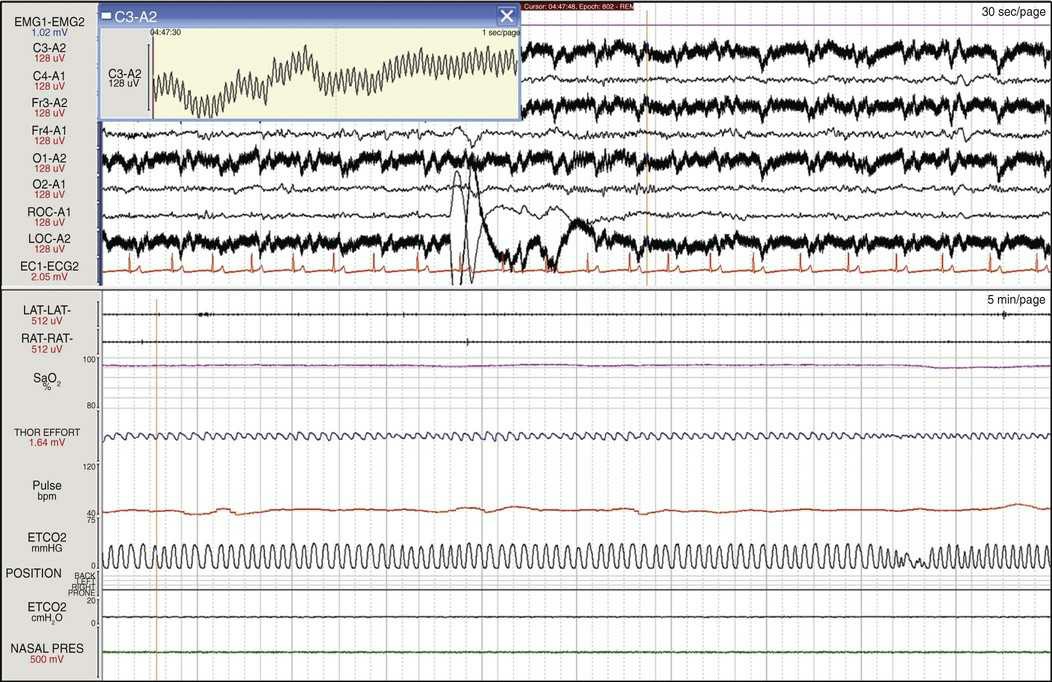 Cursor: 04:47:48, Epoch: 802 - REM
30 sec/page
C3-A2
04:47:30
1 sec/page
C3-A2
128 uV
EMG1-EMG2
1.02 mV
C3-A2
128 uV
C4-A1
128 uV
Fr3-A2
128 uV
Fr4-A1
128 uV
O1-A2
128 uV
O2-A1
128 uV
ROC-A1
128 uV
LOC-A2
128 uV
EC1-ECG2
2.05 mV
5 min/page
LAT-LAT-
512 uV
RAT-RAT-
512 uV
100
SaO2
%
80
THOR EFFORT
1.64 mV
120
Pulse
bpm
40
75
ETCO2
mmHG
0
POSITION
BACK
LEFT
RIGHT
PRONE
20
ETCO2
cmH2O
0
NASAL PRES
500 mV